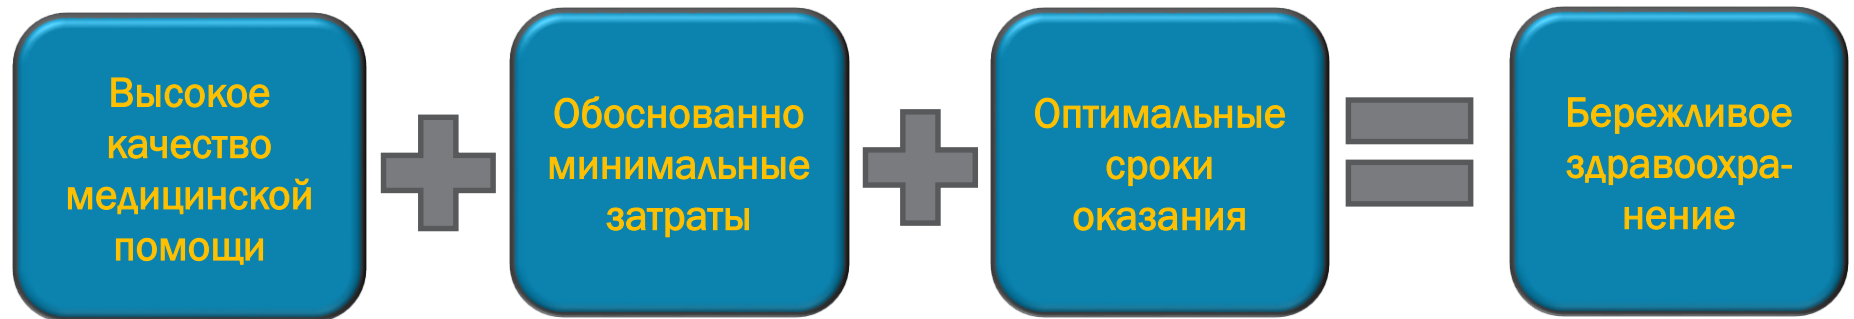 Высокое
качество
медицинской
помощи
Обоснованно
минимальные
затраты
Оптимальные
сроки
оказания
Бережливое
здравоохра-
нение